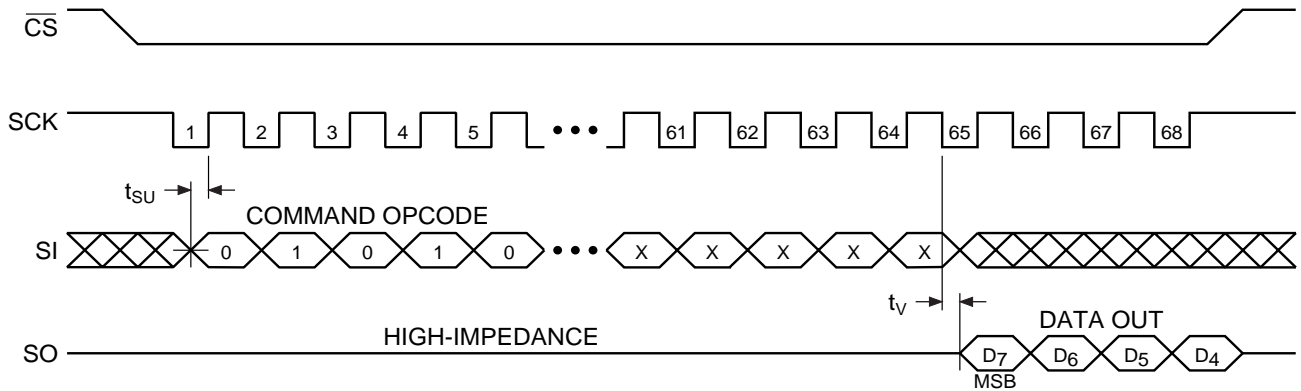 CS
SCK 1 2 3 4 5 ••• 61 62 63 64 65 66 67 68
tSU
COMMAND OPCODE
SI 0 1 0 1 0 ••• X X X X X
tV
HIGH-IMPEDANCE
DATA OUT
SO D7 D6 D5 D4
MSB